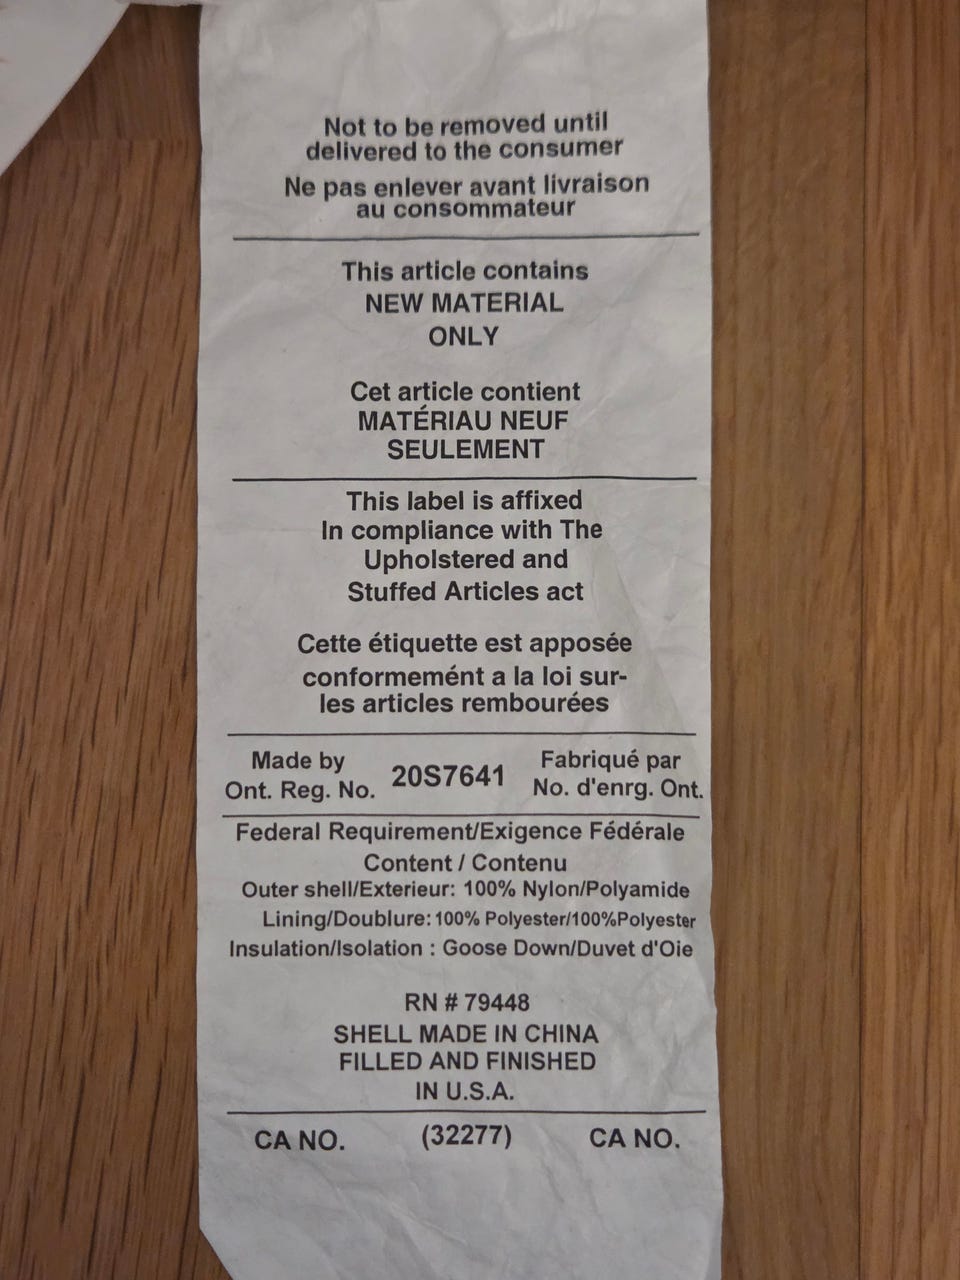 Not to be removed until
delivered to the consumer
Ne pas enlever avant livraison
au consommateur
This article contains
NEW MATERIAL
ONLY
Cet article contient
MATÉRIAU NEUF
SEULEMENT
This label is affixed
In compliance with The
Upholstered and
Stuffed Articles act
Cette étiquette est apposée
conformemént a la loi sur-
les articles rembourées
Made by
Ont. Reg. No.
20S7641
Fabriqué par
No. d'enrg. Ont.
Federal Requirement/Exigence Fédérale
Content / Contenu
Outer shell/Exterieur: 100% Nylon/Polyamide
Lining/Doublure: 100% Polyester/100%Polyester
Insulation/Isolation : Goose Down/Duvet d'Oie
RN # 79448
SHELL MADE IN CHINA
FILLED AND FINISHED
IN U.S.A.
CA NO. (32277) CA NO.